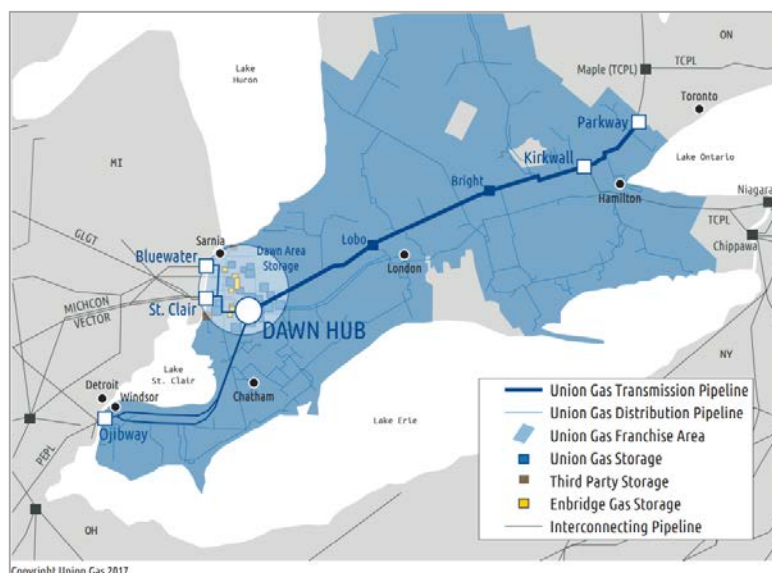 Lake
Huron
ON
Maple (TCPL)
TCPL
Toronto
Parkway
MI
Kirkwall
Lake Ontario
Bright
Hamilton
Niagara
TCPL
Chippawa
GLGT
Sarnia
Dawn Area
Storage
Bluewater
Lobo
London
St. Clair
MICHCON
VECTOR
DAWN HUB
Lake
St. Clair
Detroit
Windsor
Chatham
NY
Ojibway
Lake Erie
PEPL
OH
Union Gas Transmission Pipeline
Union Gas Distribution Pipeline
Union Gas Franchise Area
Union Gas Storage
Third Party Storage
Enbridge Gas Storage
Interconnecting Pipeline
Copyright Union Gas 2017